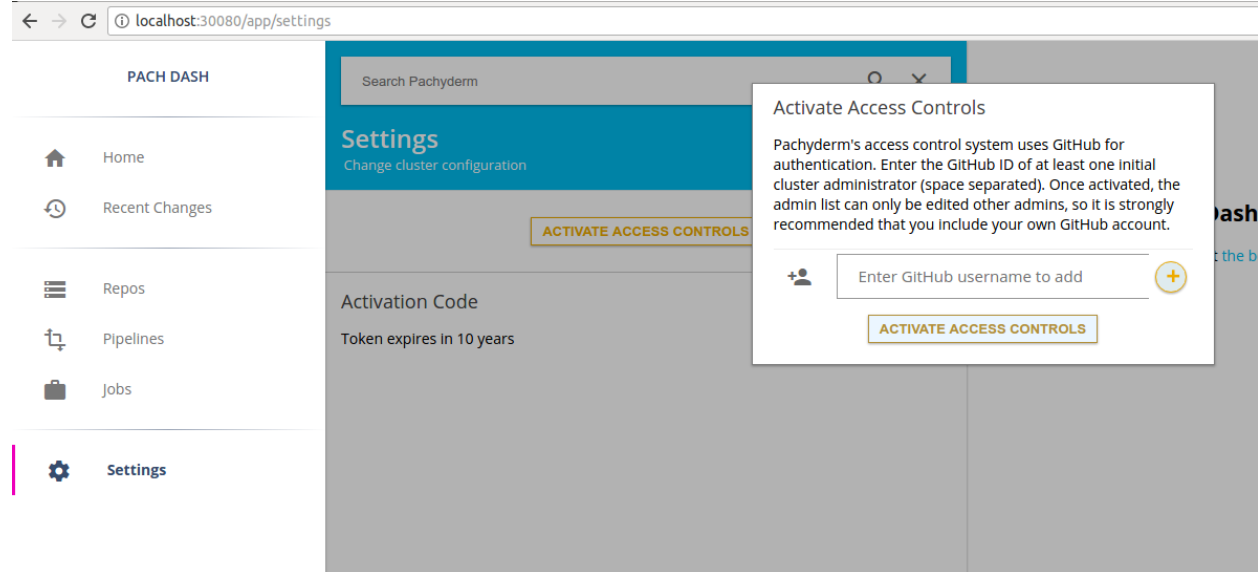 localhost:30080/app/settings
PACH DASH
Home
Recent Changes
Repos
Pipelines
Jobs
Settings
Search Pachyderm
Settings
Change cluster configuration
ACTIVATE ACCESS CONTROLS
Activation Code
Token expires in 10 years
Activate Access Controls
Pachyderm's access control system uses GitHub for
authentication. Enter the GitHub ID of at least one initial
cluster administrator (space separated). Once activated, the
admin list can only be edited other admins, so it is strongly
recommended that you include your own GitHub account.
Enter GitHub username to add
ACTIVATE ACCESS CONTROLS
Dash
t the b